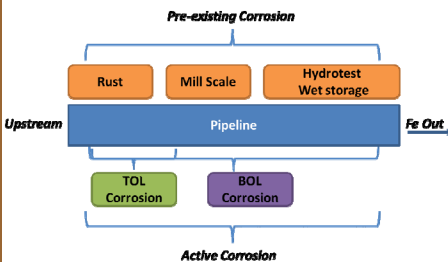 Pre-existing Corrosion
Rust
Mill Scale
Hydrotest
Wet storage
Upstream
Pipeline
Fe Out
TOL
Corrosion
BOL
Corrosion
Active Corrosion